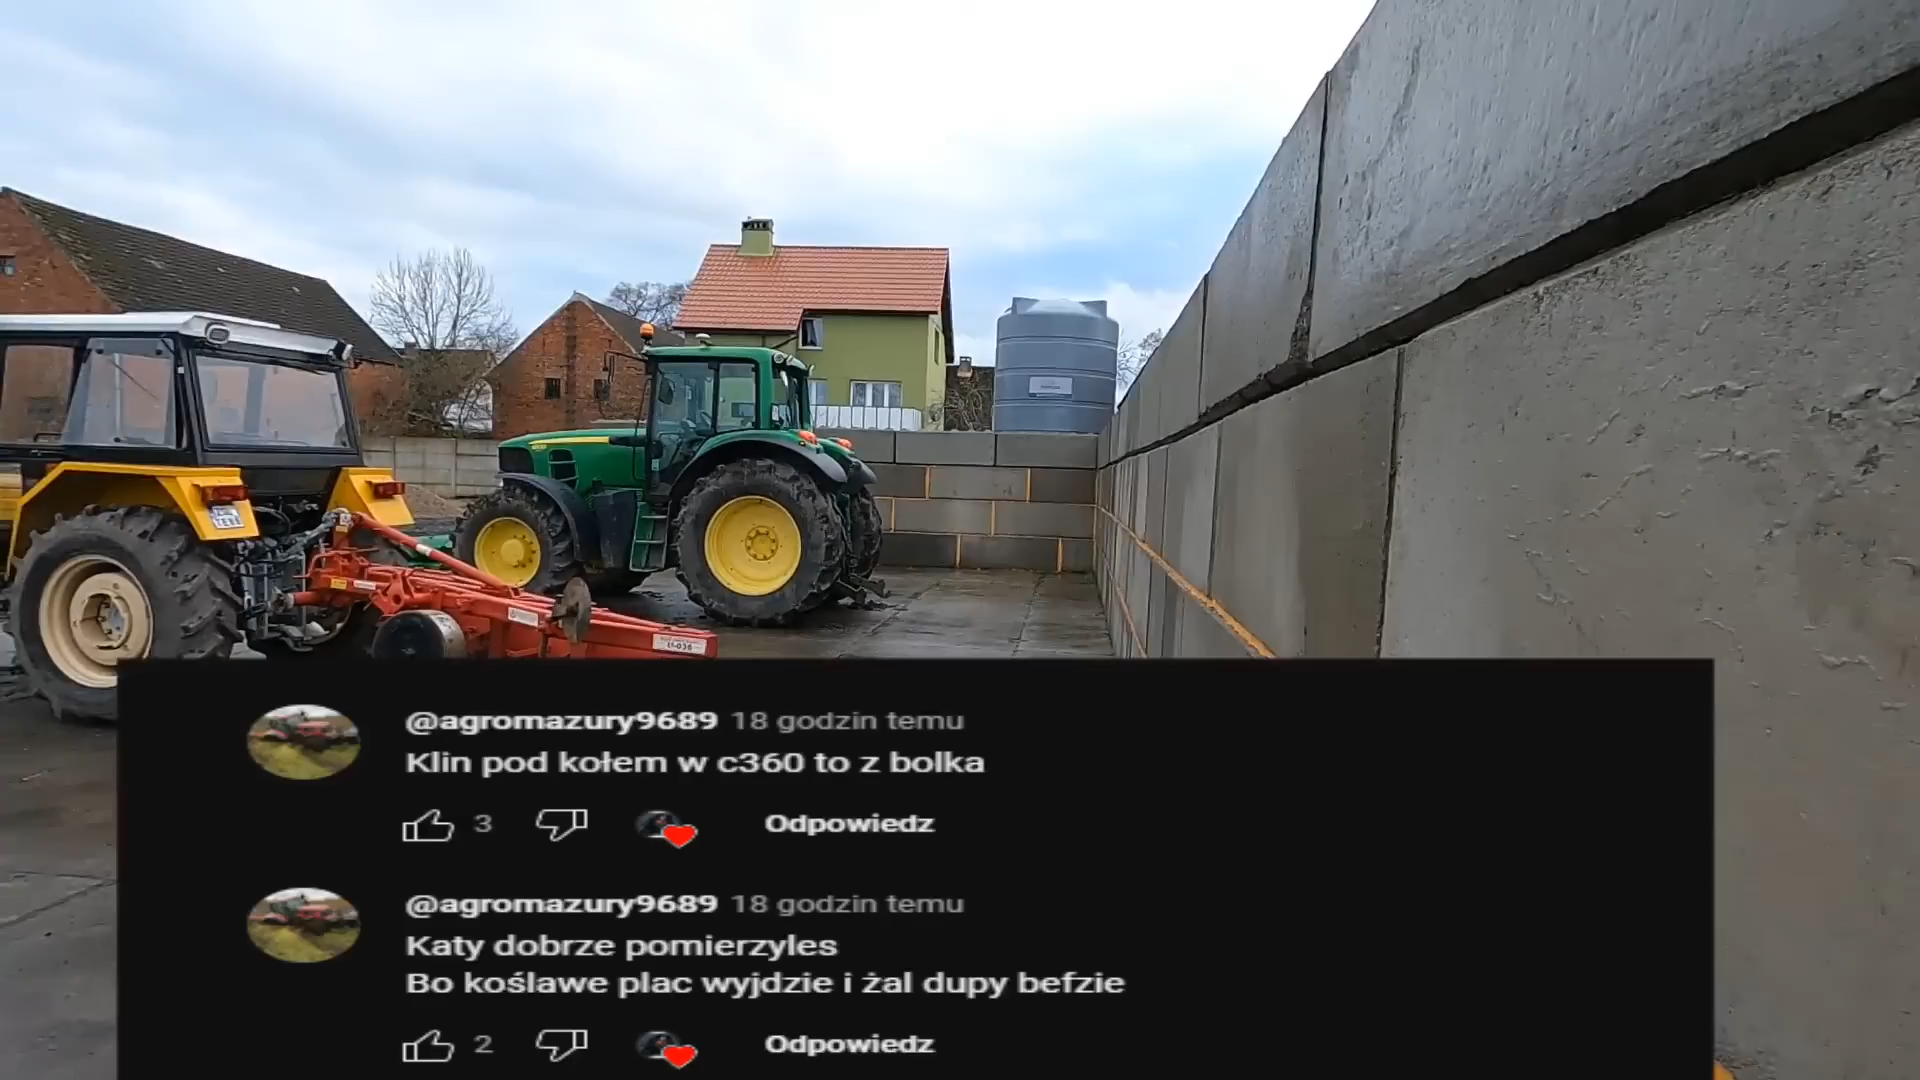 @agromazury9689 18 godzin temu
Klin pod kołem w c360 to z bolka
3 Odpowiedz
@agromazury9689 18 godzin temu
Katy dobrze pomierzyles
Bo koślawe plac wyjdzie i żal dupy befzie
2 Odpowiedz